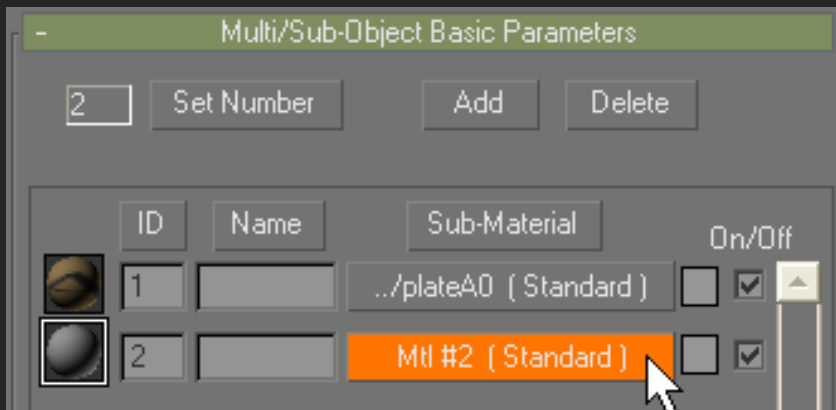 - Multi/Sub-Object Basic Parameters
2 Set Number Add Delete
ID Name Sub-Material On/Off
1 ../plateA0 ( Standard )
2 Mtl #2 ( Standard )